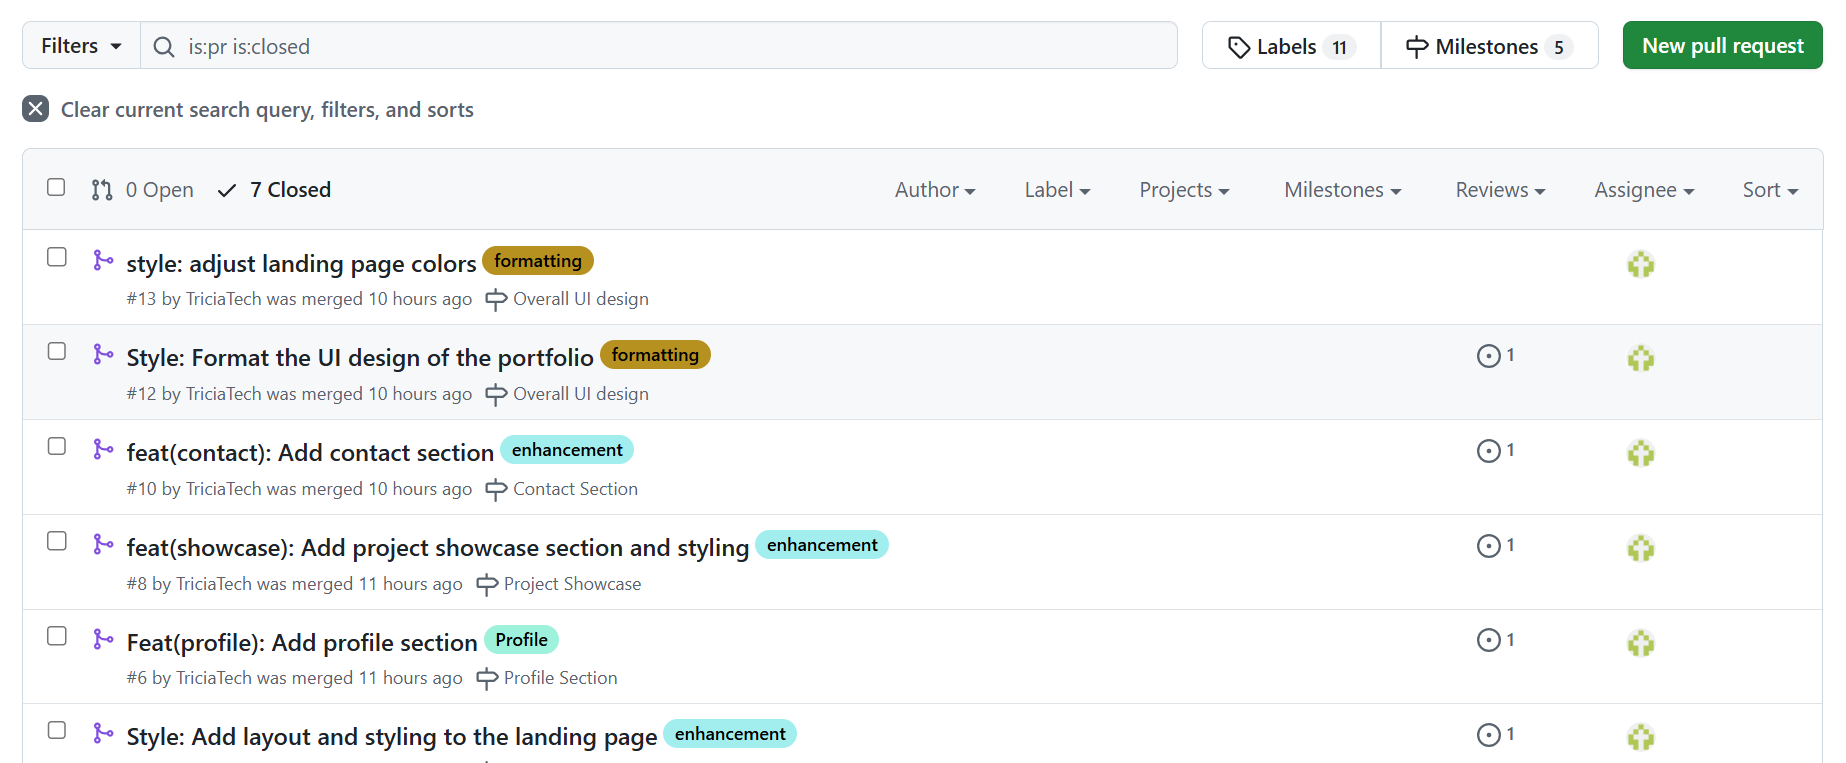 Filters is:pr is:closed Labels 11 Milestones 5 New pull request
Clear current search query, filters, and sorts
0 Open 7 Closed Author Label Projects Milestones Reviews Assignee Sort
style: adjust landing page colors formatting
#13 by TriciaTech was merged 10 hours ago Overall UI design
Style: Format the UI design of the portfolio formatting 1
#12 by TriciaTech was merged 10 hours ago Overall UI design
feat(contact): Add contact section enhancement 1
#10 by TriciaTech was merged 10 hours ago Contact Section
feat(showcase): Add project showcase section and styling enhancement 1
#8 by TriciaTech was merged 11 hours ago Project Showcase
Feat(profile): Add profile section Profile 1
#6 by TriciaTech was merged 11 hours ago Profile Section
Style: Add layout and styling to the landing page enhancement 1